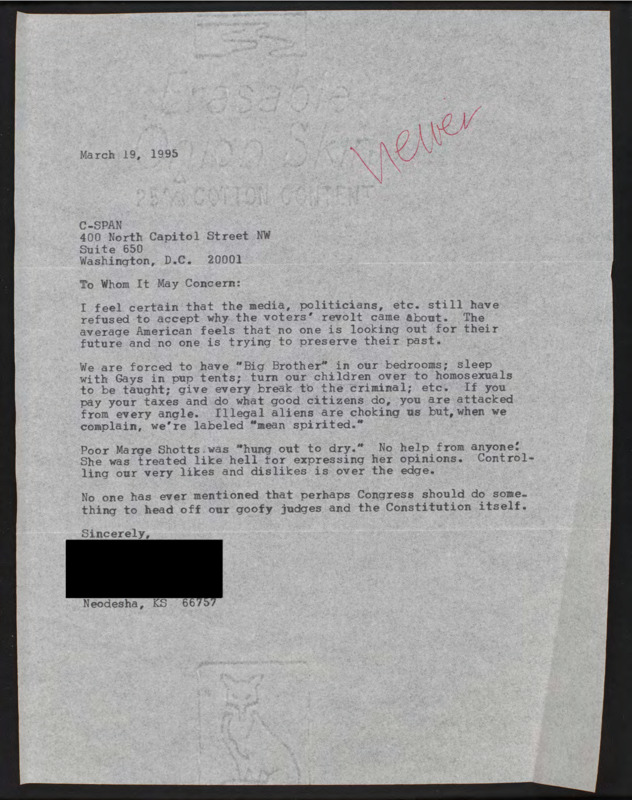 Erasable
Onion Skin
25% COTTON CONTENT
newer
March 19, 1995
C-SPAN
400 North Capitol Street NW
Suite 650
Washington, D.C. 20001
To Whom It May Concern:
I feel certain that the media, politicians, etc. still have
refused to accept why the voters' revolt came about. The
average American feels that no one is looking out for their
future and no one is trying to preserve their past.
We are forced to have "Big Brother" in our bedrooms; sleep
with Gays in pup tents; turn our children over to homosexuals
to be taught; give every break to the criminal; etc. If you
pay your taxes and do what good citizens do, you are attacked
from every angle. Illegal aliens are choking us but,when we
complain, we're labeled "mean spirited."
Poor Marge Shotts was "hung out to dry." No help from anyone!
She was treated like hell for expressing her opinions. Control-
ling our very likes and dislikes is over the edge.
No one has ever mentioned that perhaps Congress should do some-
thing to head off our goofy judges and the Constitution itself.
Sincerely,
Neodesha, KS 66757